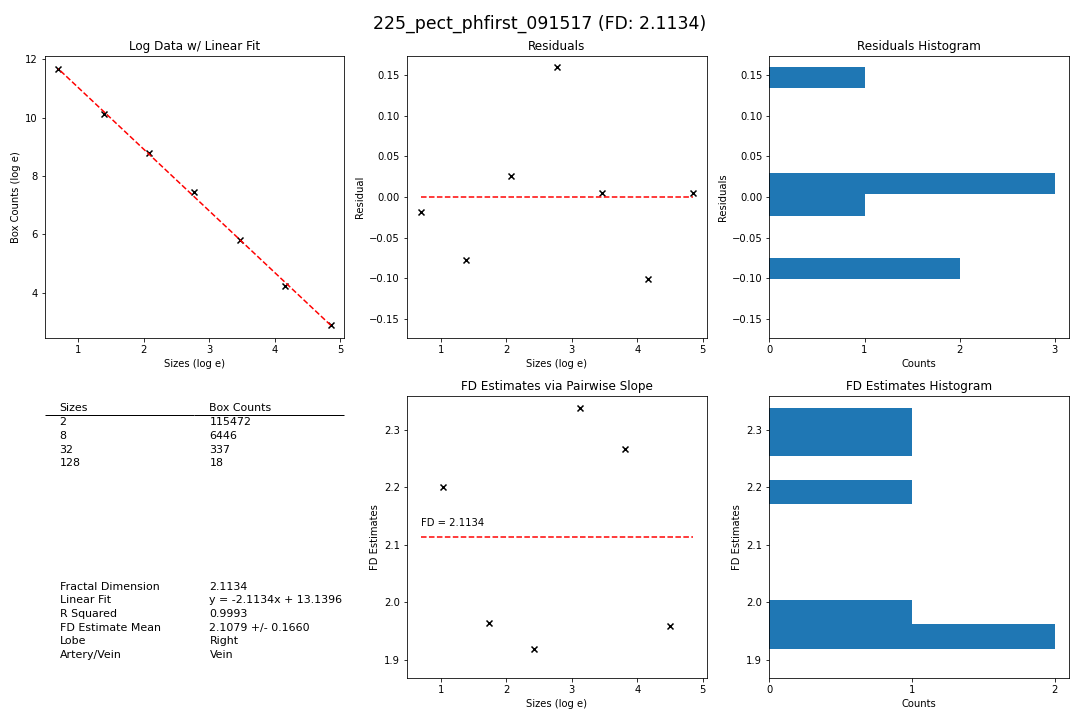 225_pect_phfirst_091517 (FD: 2.1134)
Log Data w/ Linear Fit
12
10
8
6
4
Box Counts (log e)
1 2 3 4 5
Sizes (log e)
Residuals
0.15
0.10
0.05
0.00
−0.05
−0.10
−0.15
Residual
1 2 3 4 5
Sizes (log e)
Residuals Histogram
0.15
0.10
0.05
0.00
−0.05
−0.10
−0.15
Residuals
0 1 2 3
Counts
Sizes Box Counts
2 115472
8 6446
32 337
128 18
Fractal Dimension 2.1134
Linear Fit y = -2.1134x + 13.1396
R Squared 0.9993
FD Estimate Mean 2.1079 +/- 0.1660
Lobe Right
Artery/Vein Vein
FD Estimates via Pairwise Slope
2.3
2.2
2.1
2.0
1.9
FD Estimates
FD = 2.1134
1 2 3 4 5
Sizes (log e)
FD Estimates Histogram
2.3
2.2
2.1
2.0
1.9
FD Estimates
0 1 2
Counts